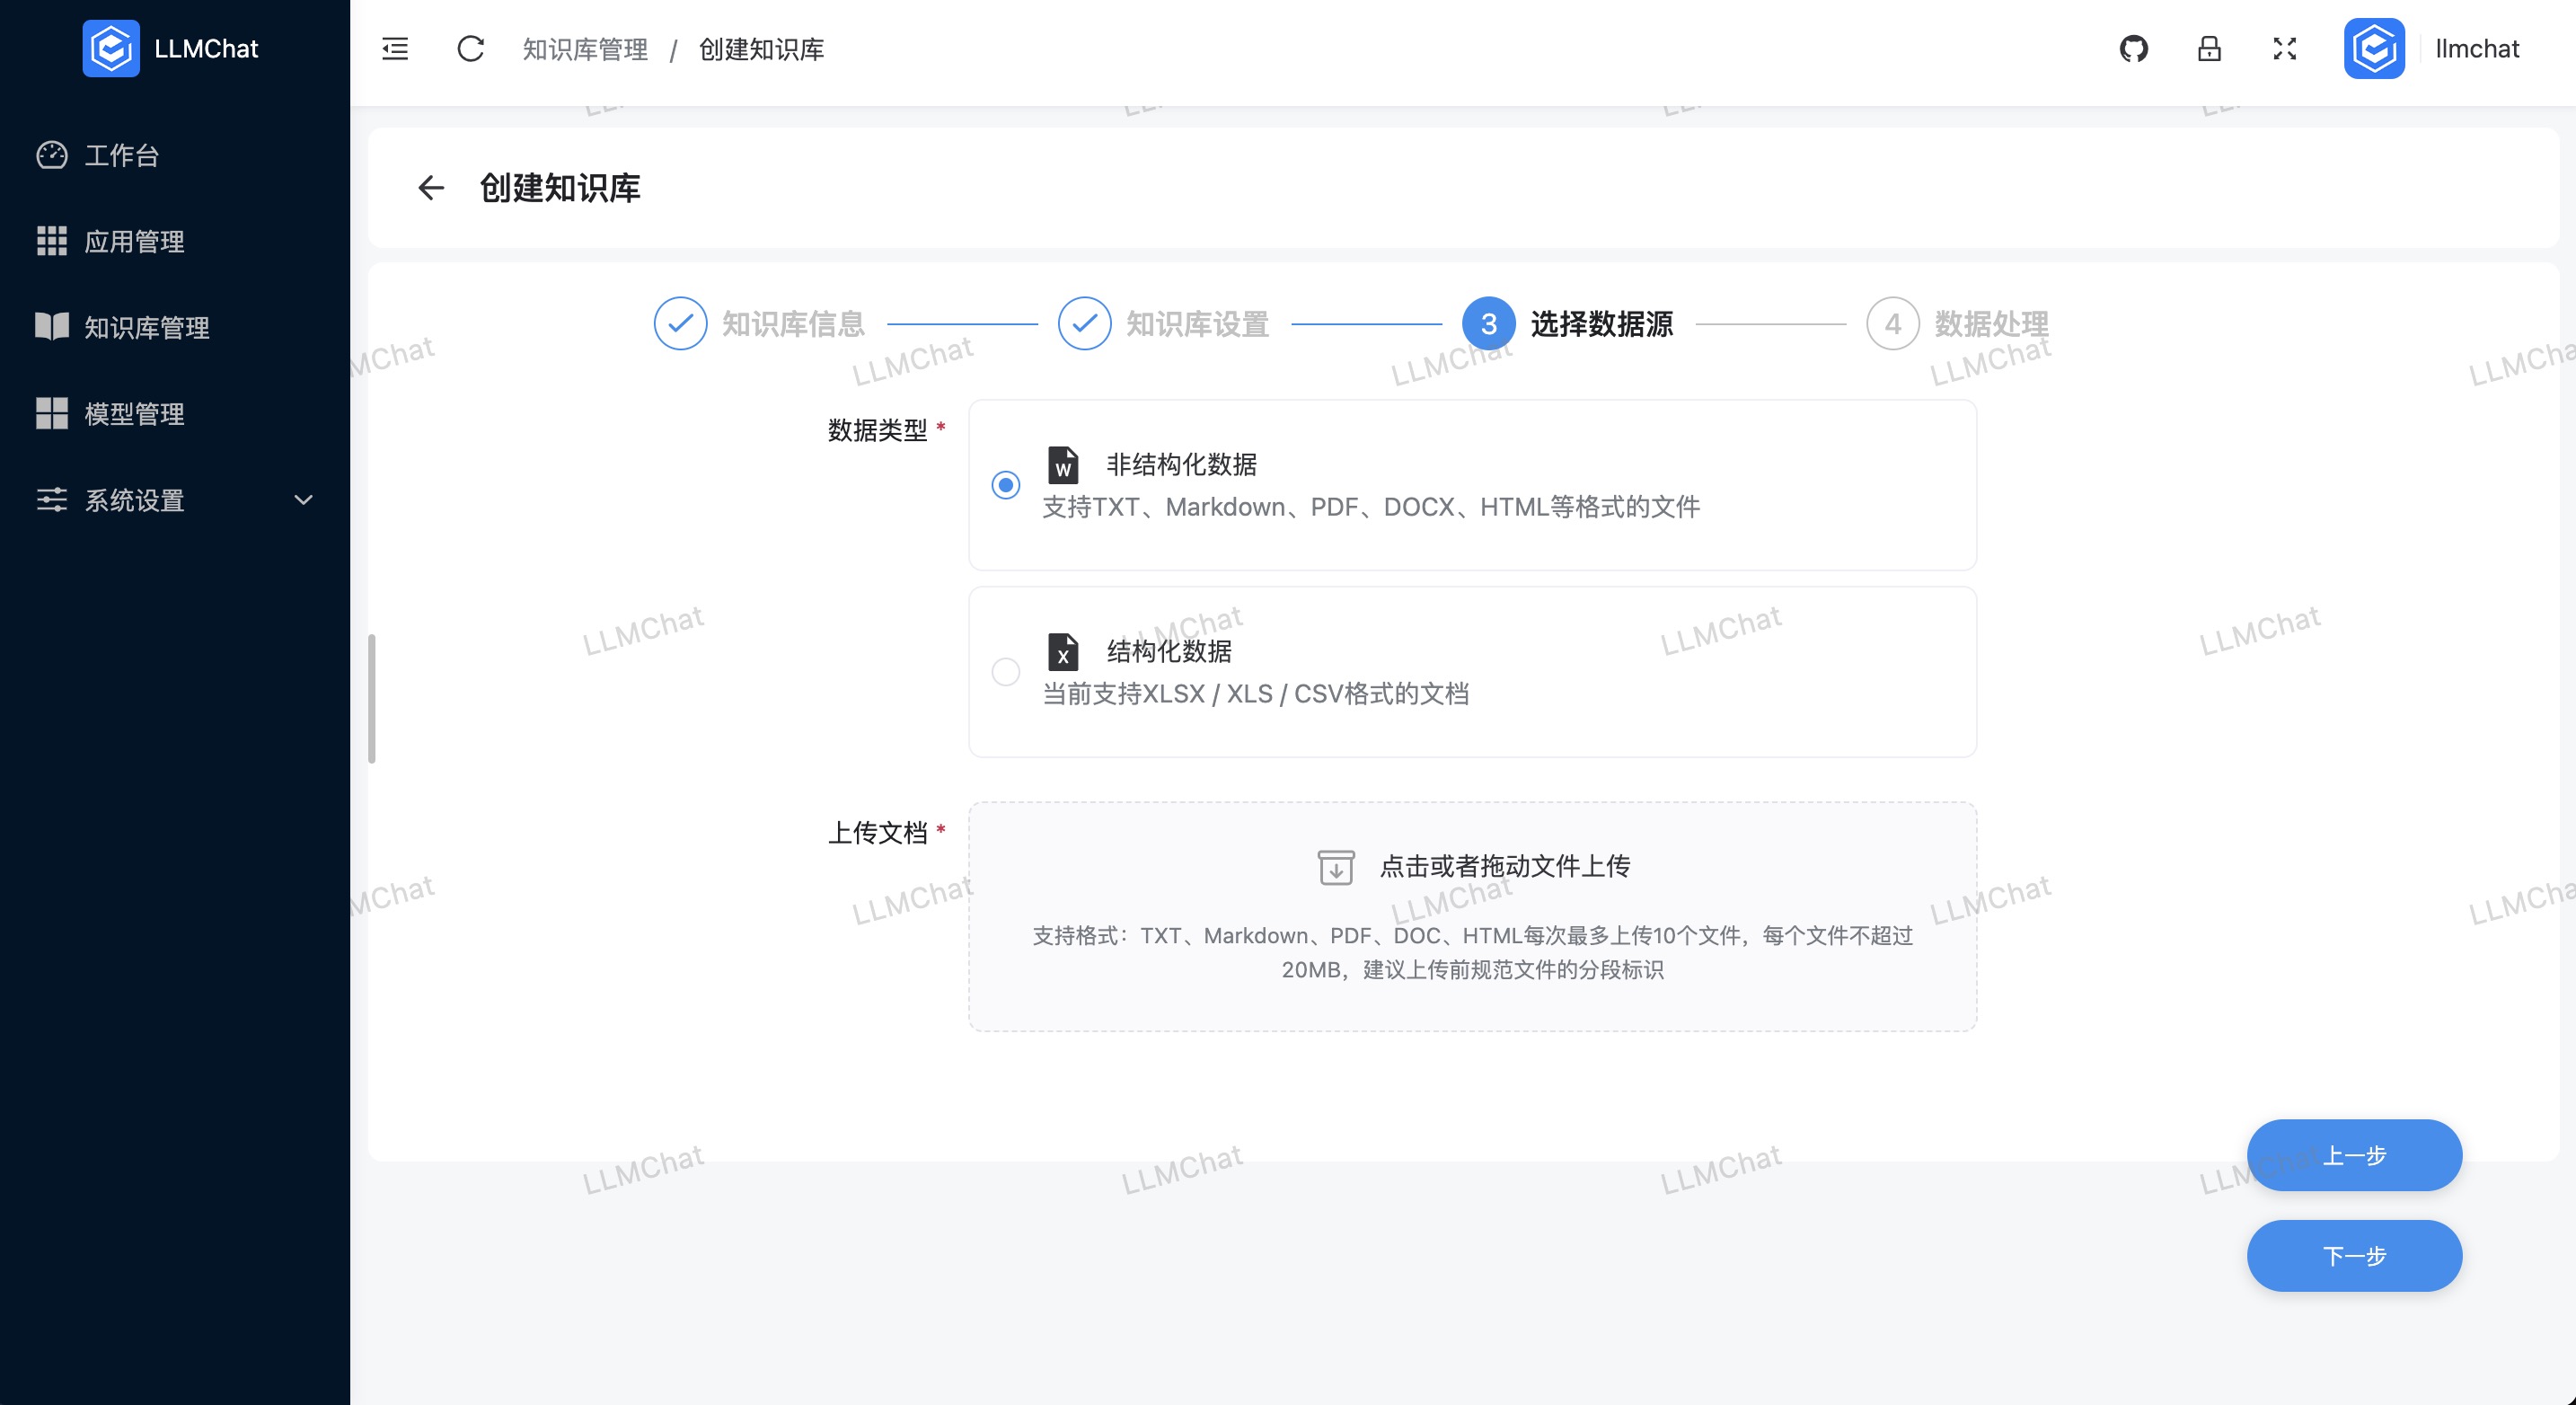 LLMChat
知识库管理 / 创建知识库
llmchat
工作台
应用管理
知识库管理
模型管理
系统设置
创建知识库
知识库信息
知识库设置
3 选择数据源
4 数据处理
数据类型 *
W 非结构化数据
支持TXT、Markdown、PDF、DOCX、HTML等格式的文件
X 结构化数据
当前支持XLSX / XLS / CSV格式的文档
上传文档 *
点击或者拖动文件上传
支持格式：TXT、Markdown、PDF、DOC、HTML每次最多上传10个文件，每个文件不超过
20MB，建议上传前规范文件的分段标识
上一步
下一步
LLMChat
LLMChat
LLMChat
LLMChat
LLMChat
LLMChat
LLMChat
LLMChat
LLMChat
LLMChat
LLMChat
LLMChat
LLMChat